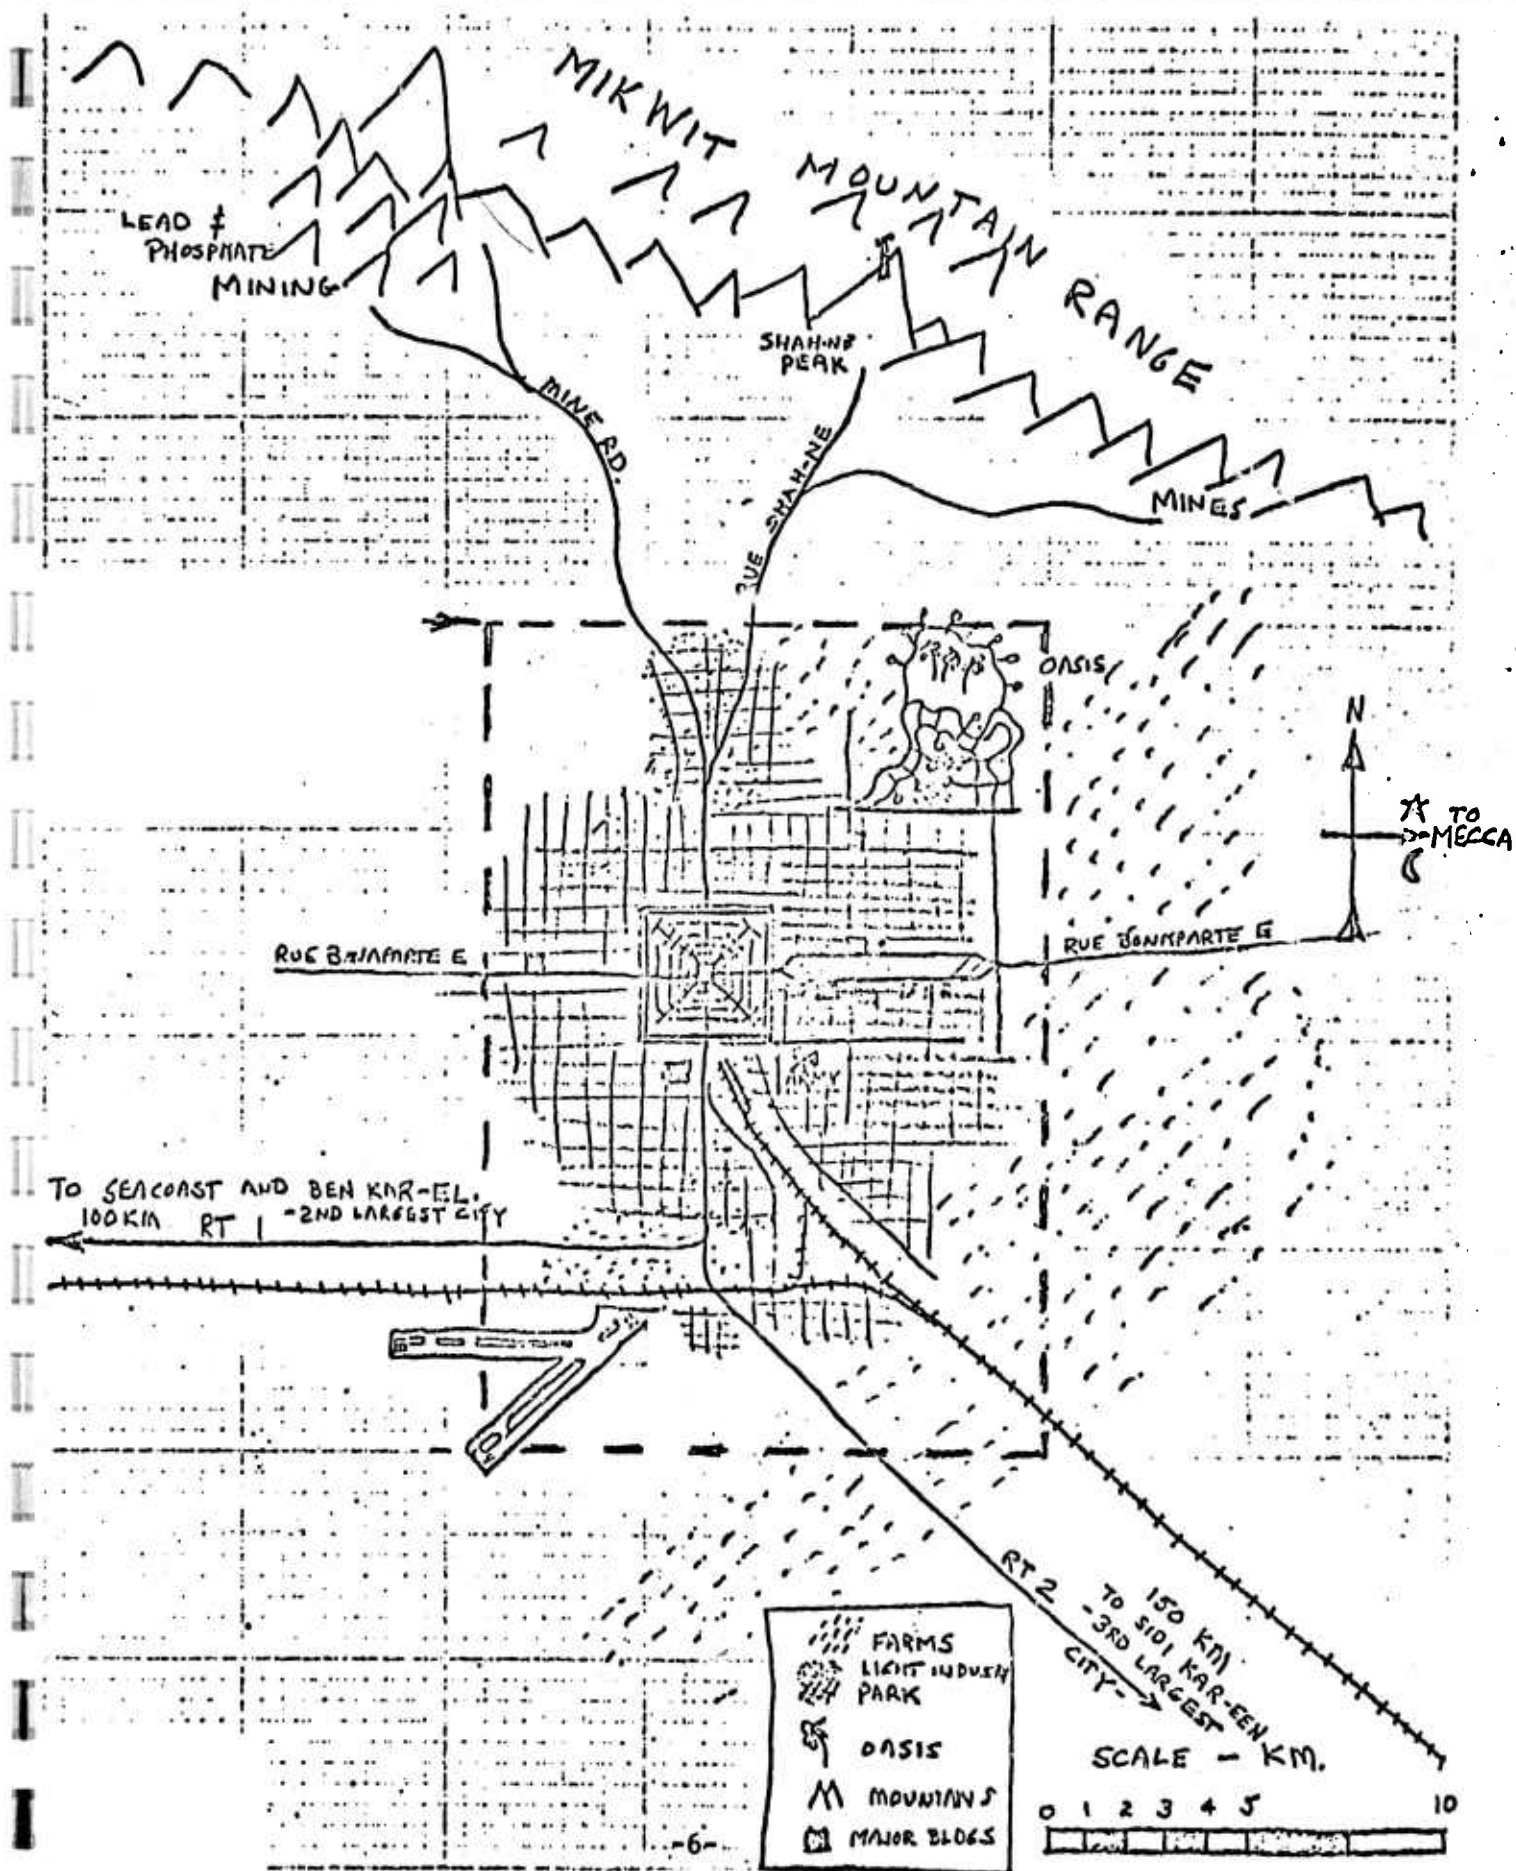 MIKWIT MOUNTAIN RANGE
LEAD &
PHOSPHATE
MINING
SHAH-NE
PEAK
MINE RD.
RUE SHAH-NE
MINES
OASIS
N
TO
MECCA
RUE BONAPARTE E
RUE BONAPARTE E
TO SEACOAST AND BEN KAR-EL.
100 KM RT 1 -2ND LARGEST CITY
RT 2
150 KM
TO SIDI KAR-EEN
-3RD LARGEST
CITY-
FARMS
LIGHT INDUSTY
PARK
OASIS
MOUNTAINS
MAJOR BLDGS
SCALE - KM.
0 1 2 3 4 5 10
-6-